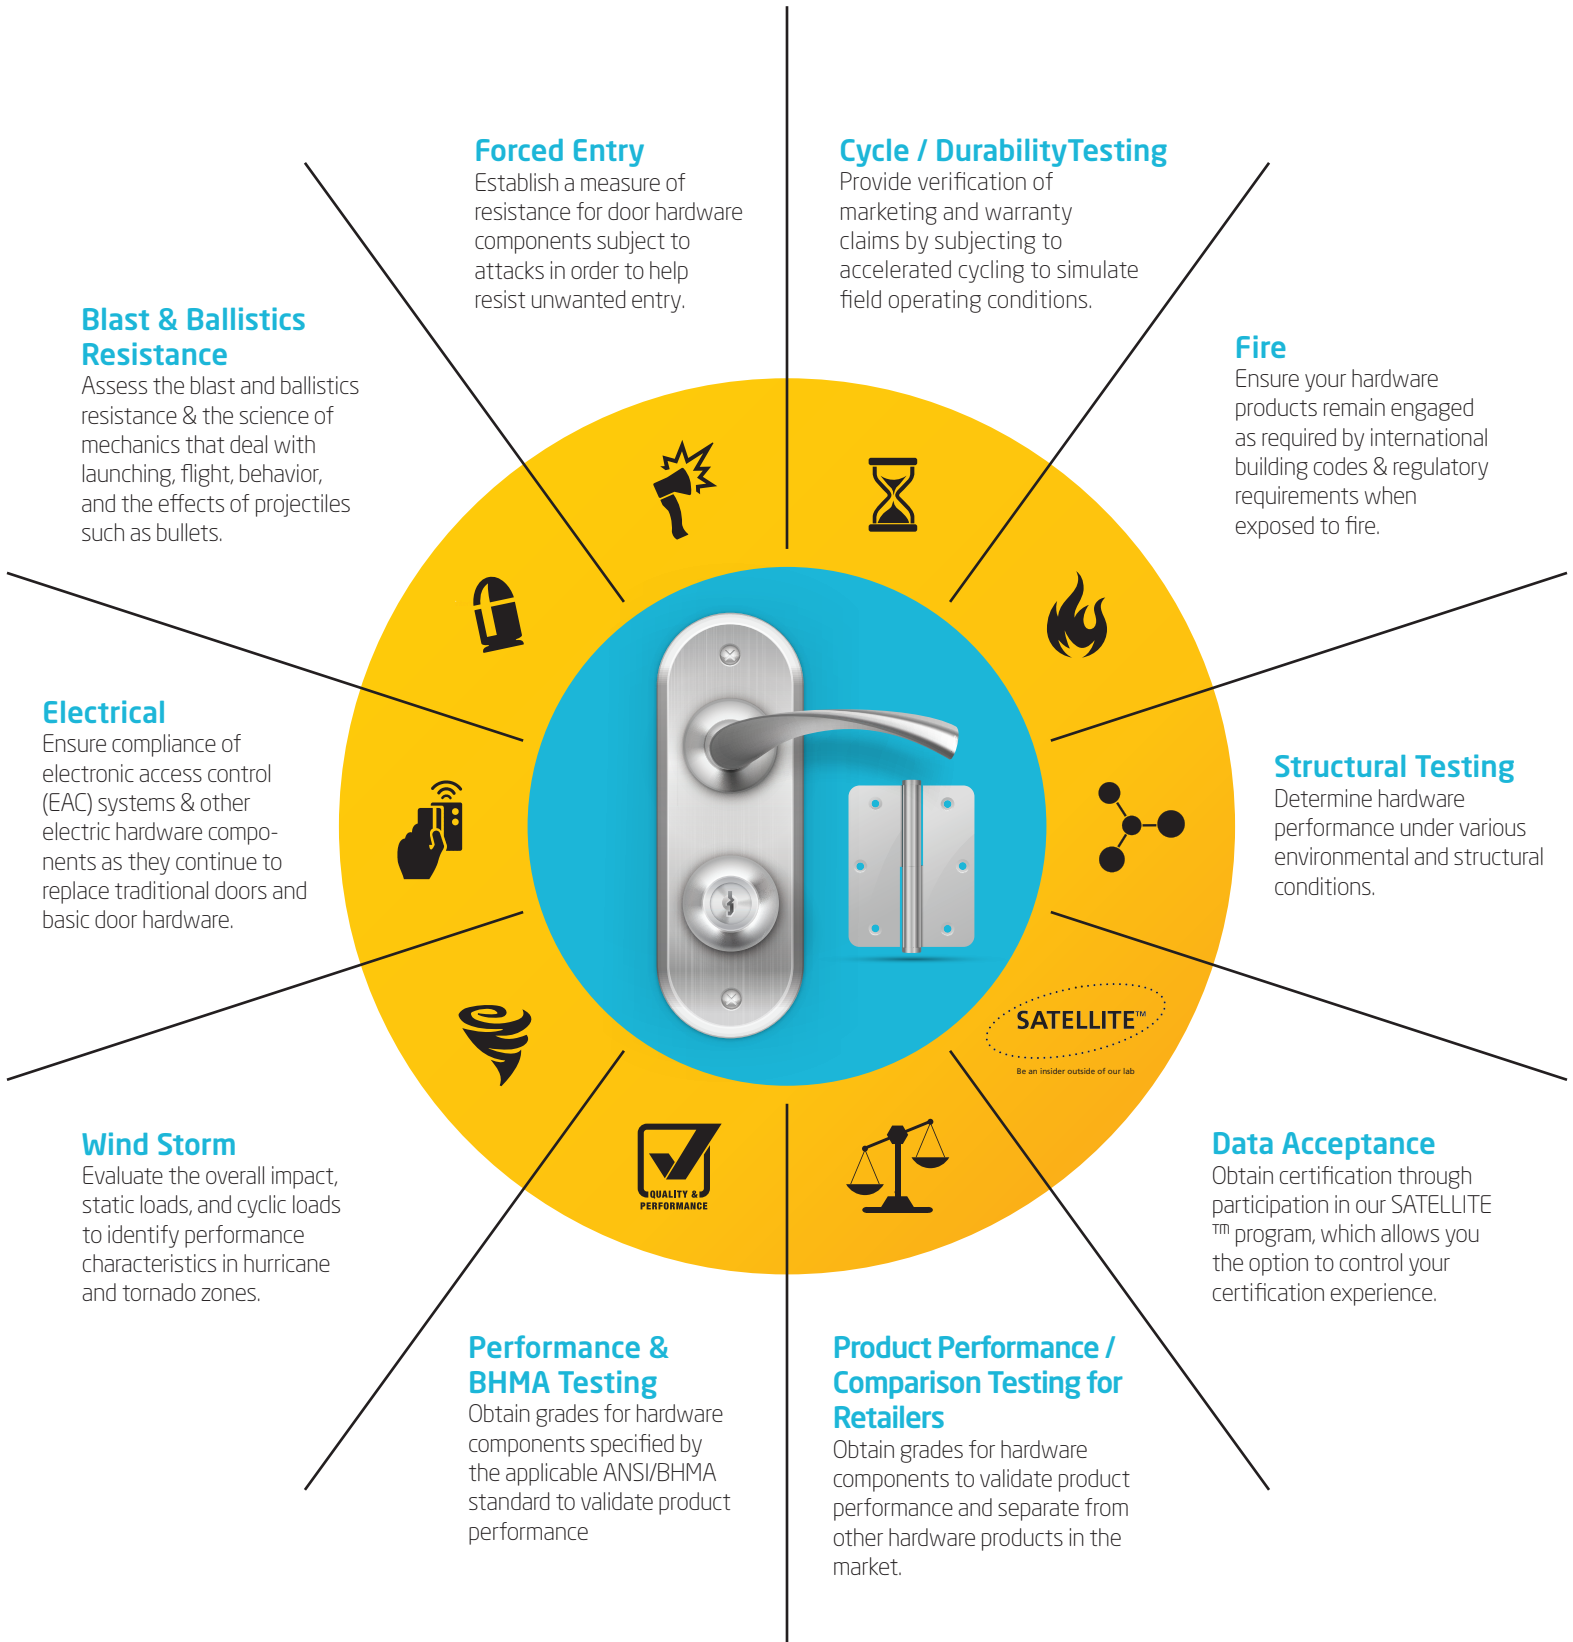 Forced Entry
Establish a measure of
resistance for door hardware
components subject to
attacks in order to help
resist unwanted entry.
Cycle / DurabilityTesting
Provide verification of
marketing and warranty
claims by subjecting to
accelerated cycling to simulate
field operating conditions.
Blast & Ballistics
Resistance
Assess the blast and ballistics
resistance & the science of
mechanics that deal with
launching, flight, behavior,
and the effects of projectiles
such as bullets.
Fire
Ensure your hardware
products remain engaged
as required by international
building codes & regulatory
requirements when
exposed to fire.
Electrical
Ensure compliance of
electronic access control
(EAC) systems & other
electric hardware compo-
nents as they continue to
replace traditional doors and
basic door hardware.
Structural Testing
Determine hardware
performance under various
environmental and structural
conditions.
SATELLITE™
Be an insider outside of our lab
Wind Storm
Evaluate the overall impact,
static loads, and cyclic loads
to identify performance
characteristics in hurricane
and tornado zones.
QUALITY &
PERFORMANCE
Data Acceptance
Obtain certification through
participation in our SATELLITE
™ program, which allows you
the option to control your
certification experience.
Performance &
BHMA Testing
Obtain grades for hardware
components specified by
the applicable ANSI/BHMA
standard to validate product
performance
Product Performance /
Comparison Testing for
Retailers
Obtain grades for hardware
components to validate product
performance and separate from
other hardware products in the
market.